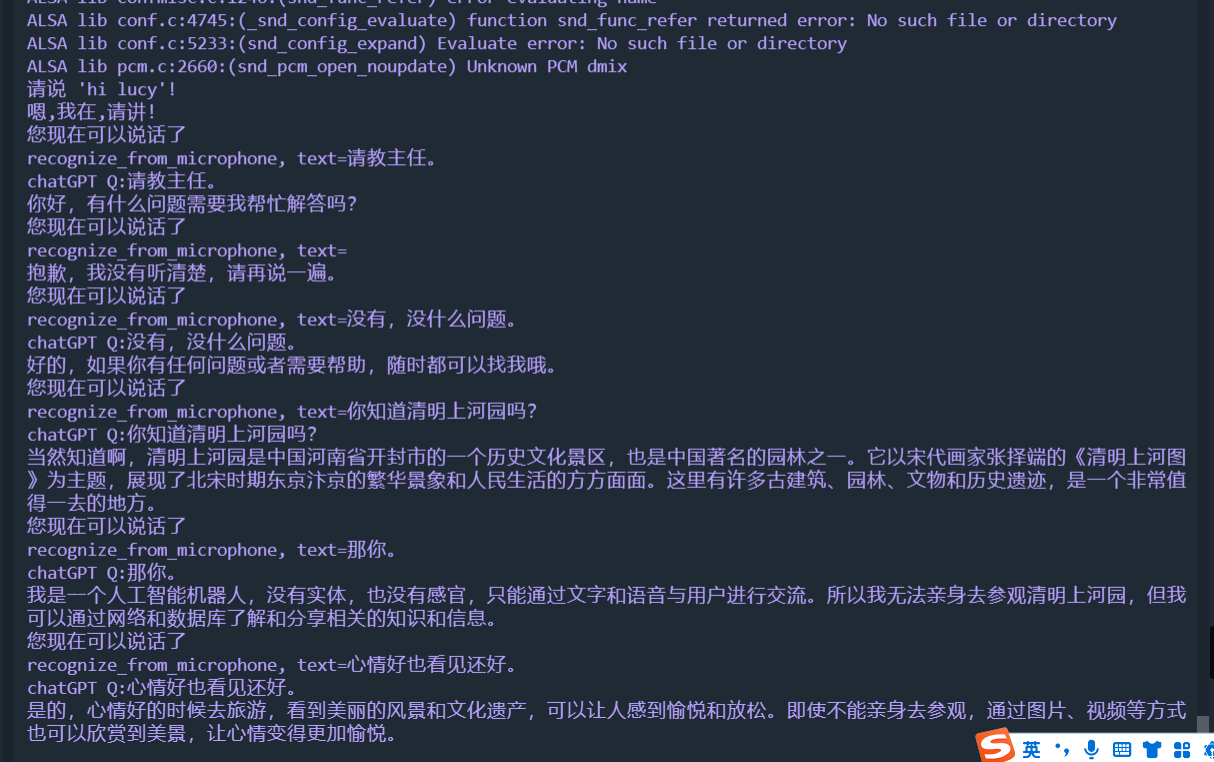 ALSA lib confmisc.c:1246:(snd_func_refer) error evaluating name
ALSA lib conf.c:4745:(_snd_config_evaluate) function snd_func_refer returned error: No such file or directory
ALSA lib conf.c:5233:(snd_config_expand) Evaluate error: No such file or directory
ALSA lib pcm.c:2660:(snd_pcm_open_noupdate) Unknown PCM dmix
请说 'hi lucy'!
嗯,我在,请讲!
您现在可以说话了
recognize_from_microphone, text=请教主任。
chatGPT Q:请教主任。
你好，有什么问题需要我帮忙解答吗?
您现在可以说话了
recognize_from_microphone, text=
抱歉，我没有听清楚，请再说一遍。
您现在可以说话了
recognize_from_microphone, text=没有，没什么问题。
chatGPT Q:没有，没什么问题。
好的，如果你有任何问题或者需要帮助，随时都可以找我哦。
您现在可以说话了
recognize_from_microphone, text=你知道清明上河园吗?
chatGPT Q:你知道清明上河园吗?
当然知道啊，清明上河园是中国河南省开封市的一个历史文化景区，也是中国著名的园林之一。它以宋代画家张择端的《清明上河图
》为主题，展现了北宋时期东京汴京的繁华景象和人民生活的方方面面。这里有许多古建筑、园林、文物和历史遗迹，是一个非常值
得一去的地方。
您现在可以说话了
recognize_from_microphone, text=那你。
chatGPT Q:那你。
我是一个人工智能机器人，没有实体，也没有感官，只能通过文字和语音与用户进行交流。所以我无法亲身去参观清明上河园，但我
可以通过网络和数据库了解和分享相关的知识和信息。
您现在可以说话了
recognize_from_microphone, text=心情好也看见还好。
chatGPT Q:心情好也看见还好。
是的，心情好的时候去旅游，看到美丽的风景和文化遗产，可以让人感到愉悦和放松。即使不能亲身去参观，通过图片、视频等方式
也可以欣赏到美景，让心情变得更加愉悦。
英